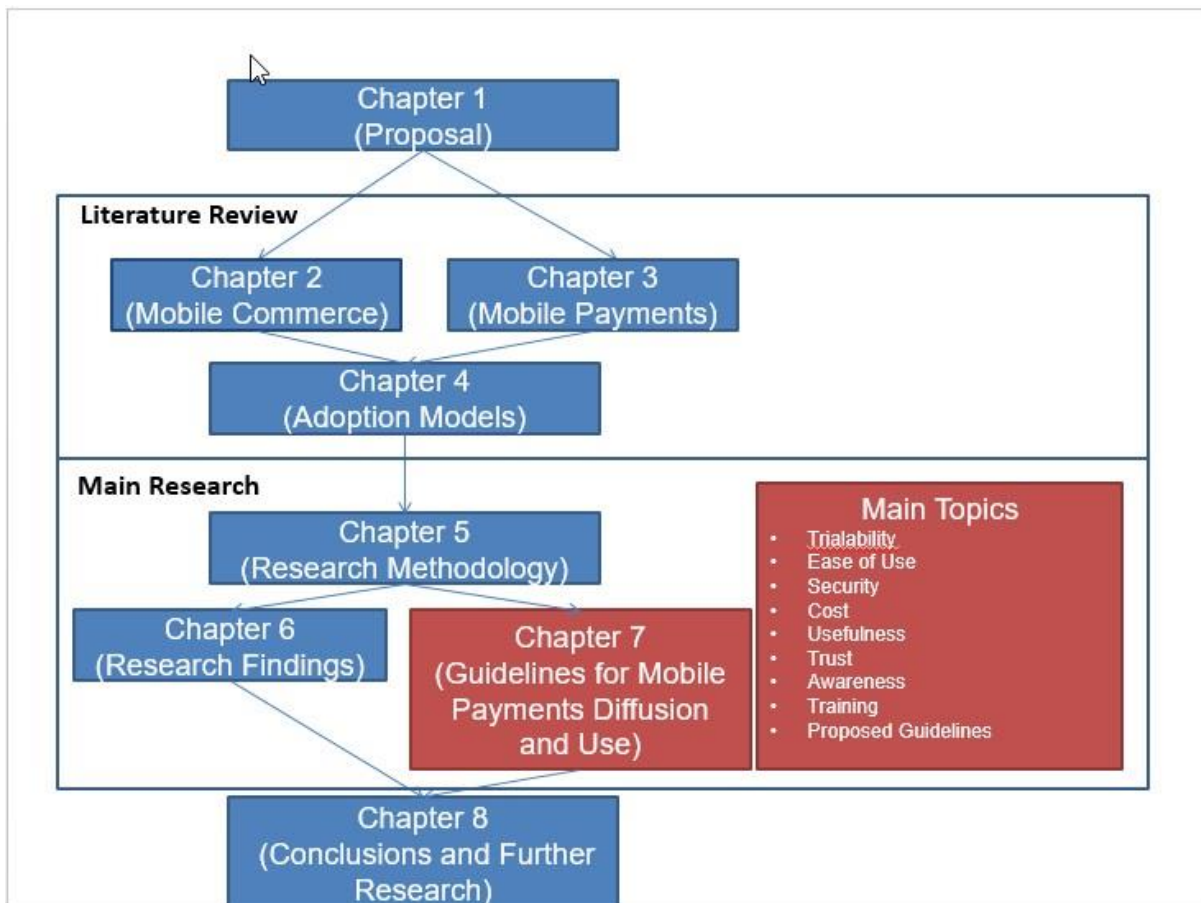 Chapter 1
(Proposal)
Literature Review
Chapter 2
(Mobile Commerce)
Chapter 3
(Mobile Payments)
Chapter 4
(Adoption Models)
Main Research
Chapter 5
(Research Methodology)
Chapter 6
(Research Findings)
Chapter 7
(Guidelines for Mobile
Payments Diffusion
and Use)
Main Topics
• Trialability
• Ease of Use
• Security
• Cost
• Usefulness
• Trust
• Awareness
• Training
• Proposed Guidelines
Chapter 8
(Conclusions and Further
Research)